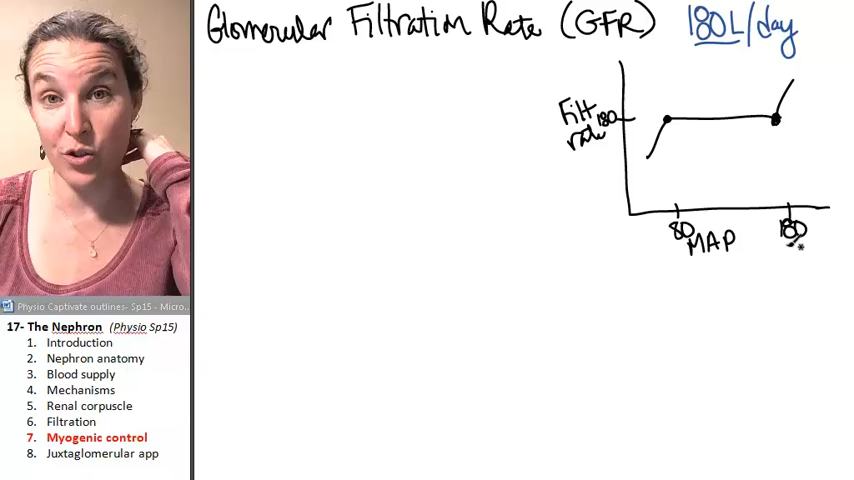 Glomerular Filtration Rate (GFR) 180L/day
Filt
rate
180
80
180
MAP
Physio Captivate outlines- Sp15 - Micro...
17- The Nephron (Physio Sp15)
1. Introduction
2. Nephron anatomy
3. Blood supply
4. Mechanisms
5. Renal corpuscle
6. Filtration
7. Myogenic control
8. Juxtaglomerular app